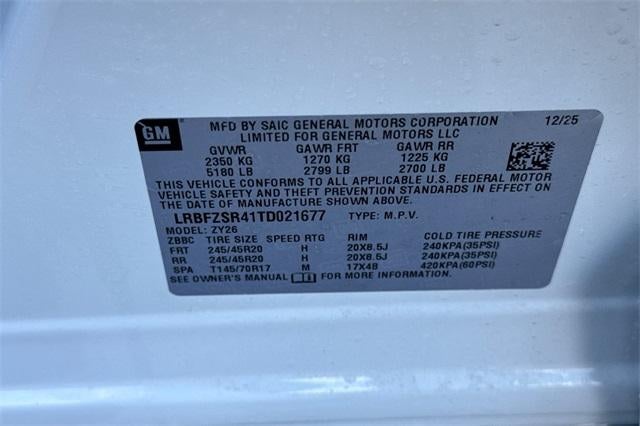 GM MFD BY SAIC GENERAL MOTORS CORPORATION 12/25
LIMITED FOR GENERAL MOTORS LLC
GVWR GAWR FRT GAWR RR
2350 KG 1270 KG 1225 KG
5180 LB 2799 LB 2700 LB
THIS VEHICLE CONFORMS TO ALL APPLICABLE U.S. FEDERAL MOTOR
VEHICLE SAFETY AND THEFT PREVENTION STANDARDS IN EFFECT ON
THE DATE OF MANUFACTURE SHOWN ABOVE.
LRBFZSR41TD021677 TYPE: M.P.V.
MODEL: ZY26
ZBBC TIRE SIZE SPEED RTG RIM COLD TIRE PRESSURE
FRT 245/45R20 H 20X8.5J 240KPA(35PSI)
RR 245/45R20 H 20X8.5J 240KPA(35PSI)
SPA T145/70R17 M 17X4B 420KPA(60PSI)
SEE OWNER'S MANUAL FOR MORE INFORMATION.